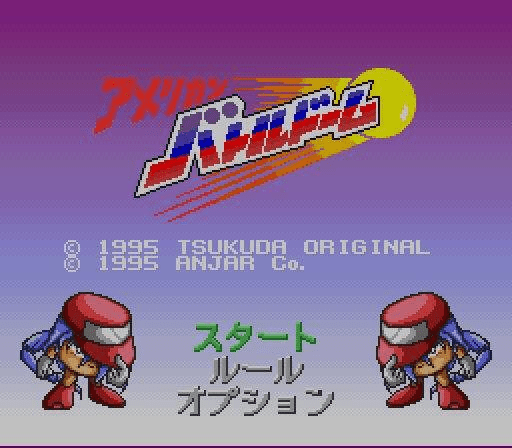 アメリカン
バトルドーム
© 1995 TSUKUDA ORIGINAL
© 1995 ANJAR Co.
スタート
ルール
オプション